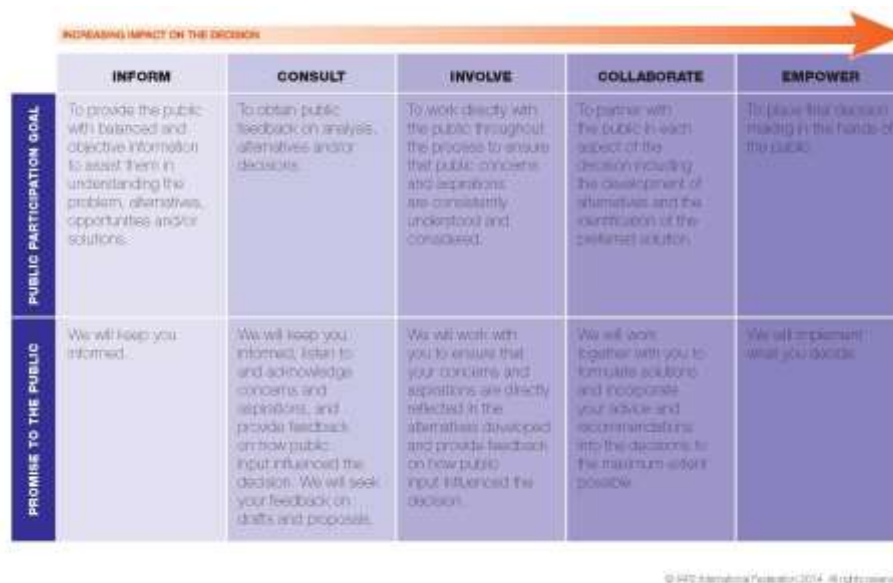 INCREASING IMPACT ON THE DECISION
INFORM
CONSULT
INVOLVE
COLLABORATE
EMPOWER
PUBLIC PARTICIPATION GOAL
To provide the public
with balanced and
objective information
to assist them in
understanding the
problem, alternatives,
opportunities and/or
solutions.
To obtain public
feedback on analysis,
alternatives and/or
decisions.
To work directly with
the public throughout
the process to ensure
that public concerns
and aspirations
are consistently
understood and
considered.
To partner with
the public in each
aspect of the
decision including
the development of
alternatives and the
identification of the
preferred solution.
To place final decision
making in the hands of
the public.
PROMISE TO THE PUBLIC
We will keep you
informed.
We will keep you
informed, listen to
and acknowledge
concerns and
aspirations, and
provide feedback
on how public
input influenced the
decision. We will seek
your feedback on
drafts and proposals.
We will work with
you to ensure that
your concerns and
aspirations are directly
reflected in the
alternatives developed
and provide feedback
on how public
input influenced the
decision.
We will work
together with you to
formulate solutions
and incorporate
your advice and
recommendations
into the decisions to
the maximum extent
possible.
We will implement
what you decide.
© IAP2 International Federation 2014. All rights